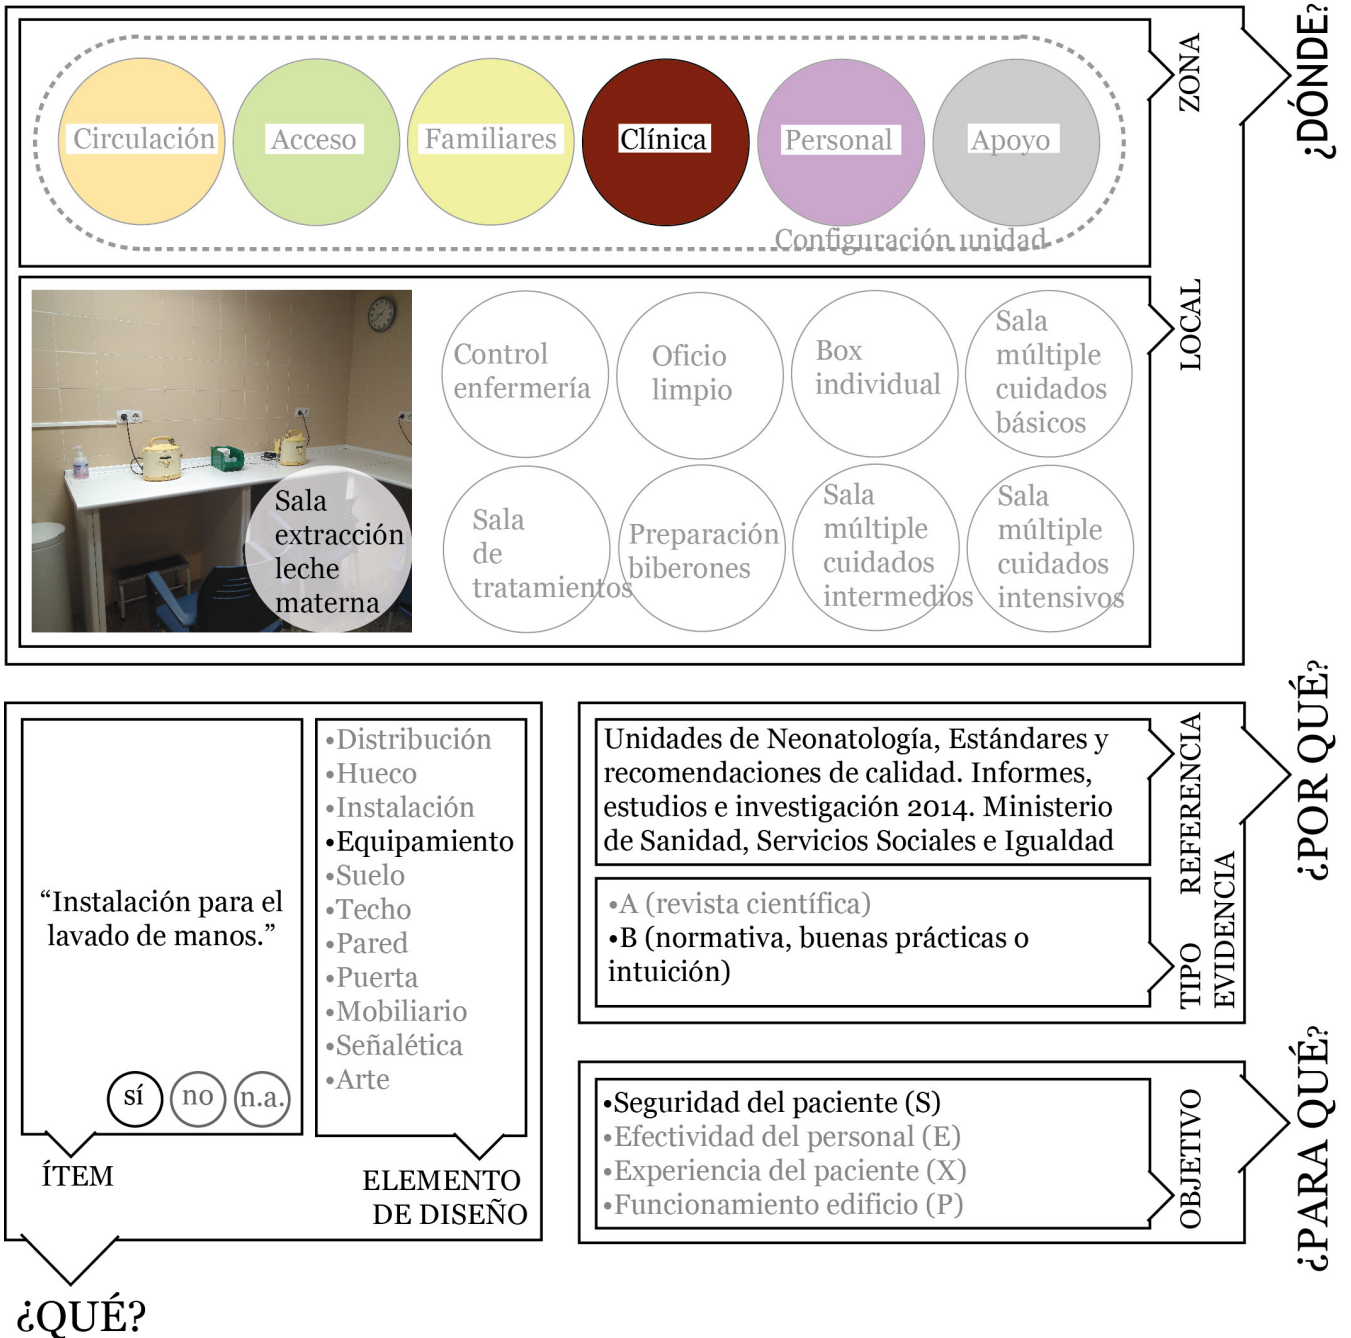 ¿DÓNDE?
ZONA
Circulación
Acceso
Familiares
Clínica
Personal
Apoyo
Configuración unidad
LOCAL
Sala
extracción
leche
materna
Control
enfermería
Oficio
limpio
Box
individual
Sala
múltiple
cuidados
básicos
Sala
de
tratamientos
Preparación
biberones
Sala
múltiple
cuidados
intermedios
Sala
múltiple
cuidados
intensivos
“Instalación para el
lavado de manos.”
sí
no
n.a.
ÍTEM
•Distribución
•Hueco
•Instalación
•Equipamiento
•Suelo
•Techo
•Pared
•Puerta
•Mobiliario
•Señalética
•Arte
ELEMENTO
DE DISEÑO
¿QUÉ?
¿POR QUÉ?
Unidades de Neonatología, Estándares y
recomendaciones de calidad. Informes,
estudios e investigación 2014. Ministerio
de Sanidad, Servicios Sociales e Igualdad
REFERENCIA
•A (revista científica)
•B (normativa, buenas prácticas o
intuición)
TIPO
EVIDENCIA
¿PARA QUÉ?
•Seguridad del paciente (S)
•Efectividad del personal (E)
•Experiencia del paciente (X)
•Funcionamiento edificio (P)
OBJETIVO